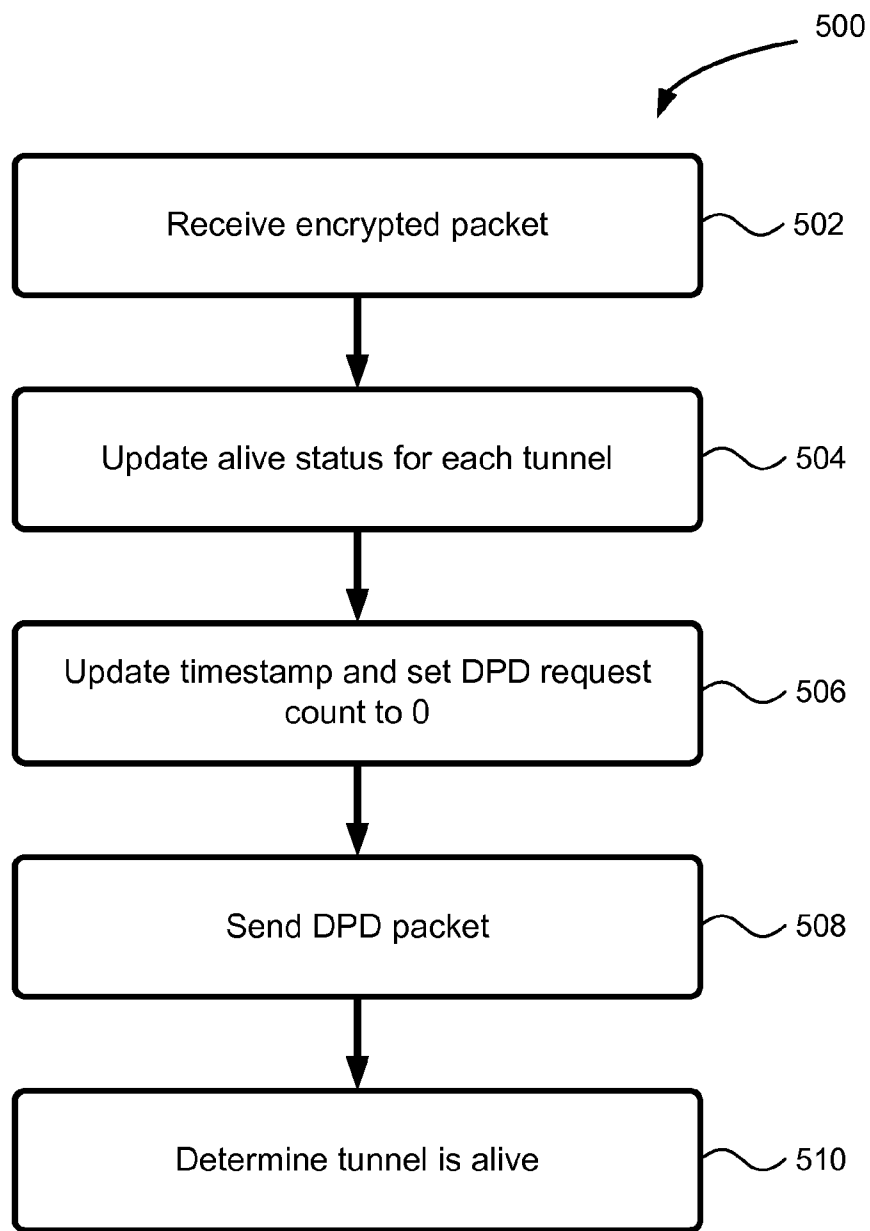 500
Receive encrypted packet
502
Update alive status for each tunnel
504
Update timestamp and set DPD request
count to 0
506
Send DPD packet
508
Determine tunnel is alive
510